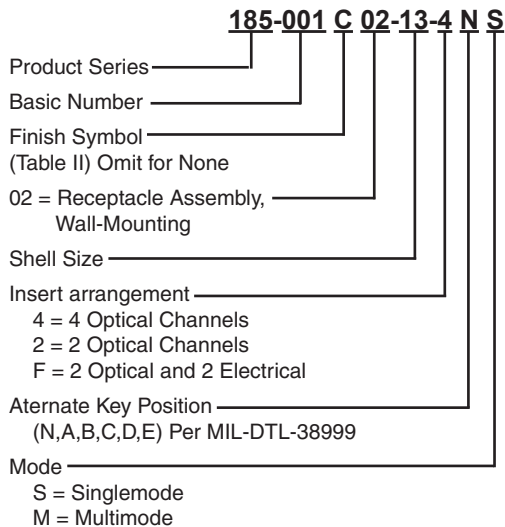 185-001 C 02-13-4 N S
Product Series
Basic Number
Finish Symbol
(Table II) Omit for None
02 = Receptacle Assembly,
Wall-Mounting
Shell Size
Insert arrangement
4 = 4 Optical Channels
2 = 2 Optical Channels
F = 2 Optical and 2 Electrical
Aternate Key Position
(N,A,B,C,D,E) Per MIL-DTL-38999
Mode
S = Singlemode
M = Multimode